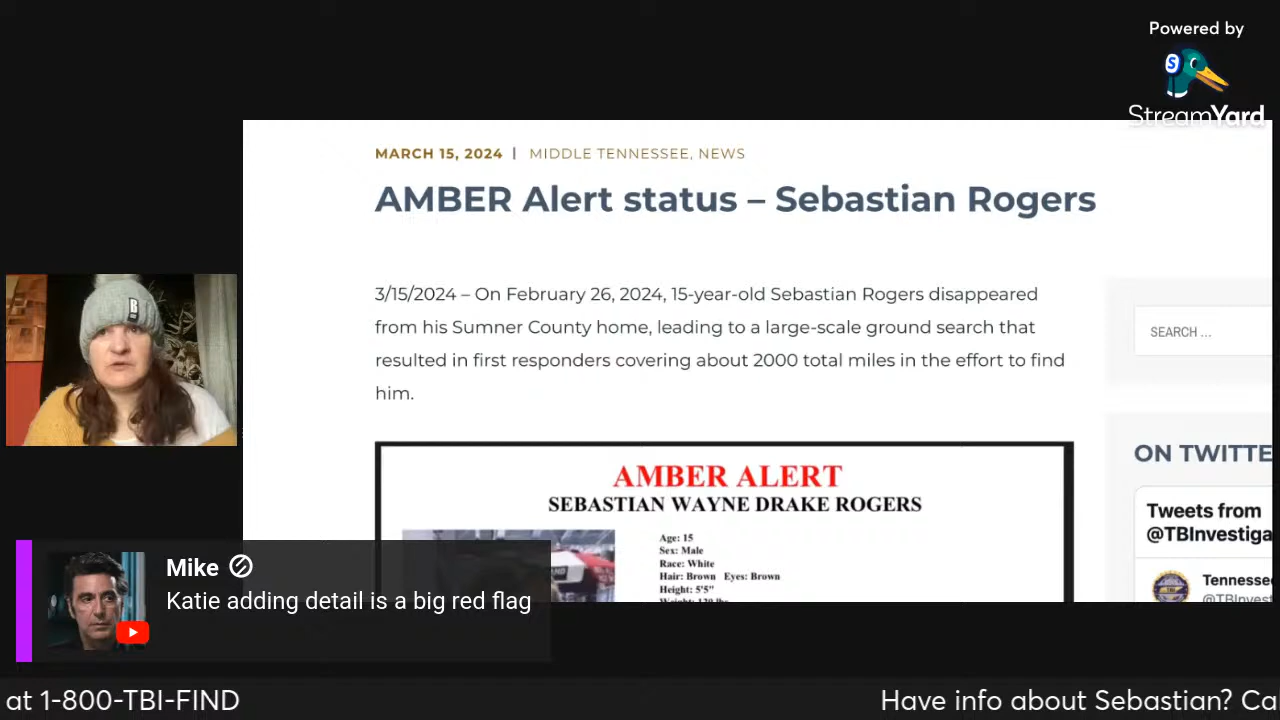 Powered by
StreamYard
MARCH 15, 2024 | MIDDLE TENNESSEE, NEWS
AMBER Alert status – Sebastian Rogers
3/15/2024 – On February 26, 2024, 15-year-old Sebastian Rogers disappeared
from his Sumner County home, leading to a large-scale ground search that
resulted in first responders covering about 2000 total miles in the effort to find
him.
SEARCH ...
ON TWITTE
Tweets from
@TBInvestiga
Tennesse
@TBInvest
AMBER ALERT
SEBASTIAN WAYNE DRAKE ROGERS
Age: 15
Sex: Male
Race: White
Hair: Brown Eyes: Brown
Height: 5'5"
Mike
Katie adding detail is a big red flag
at 1-800-TBI-FIND
Have info about Sebastian? Ca